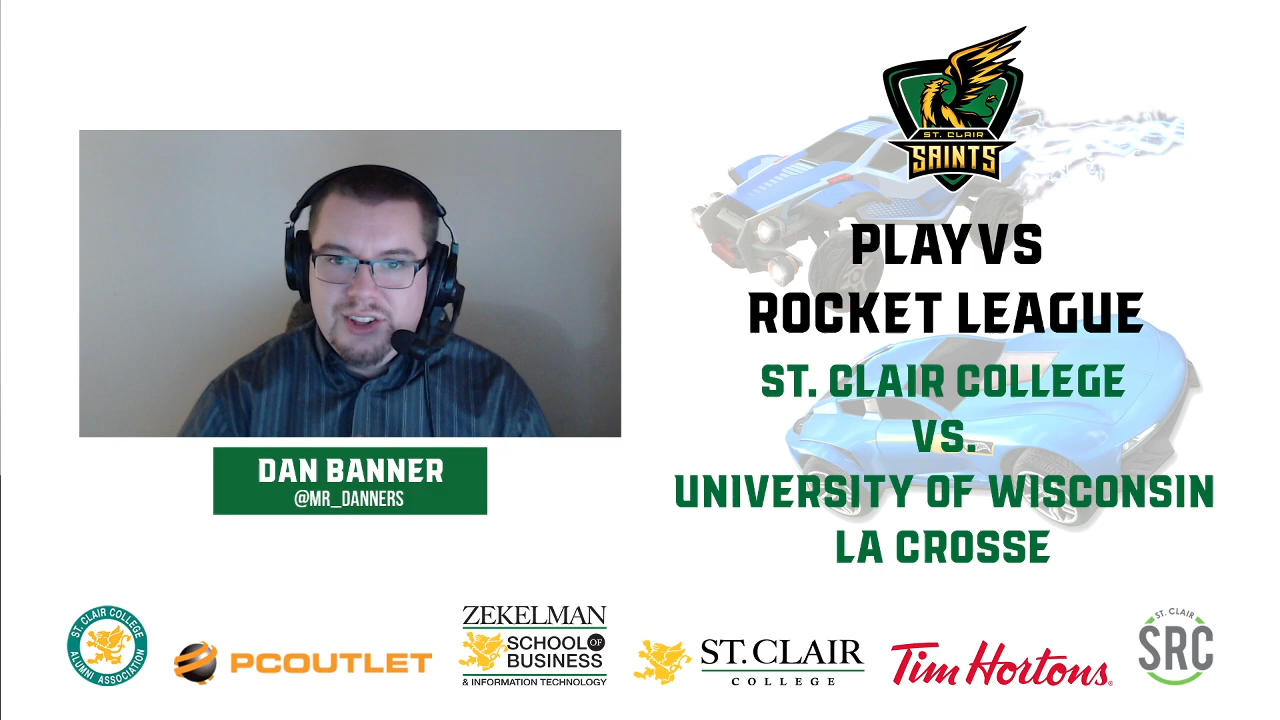 ST. CLAIR
SAINTS
PLAYVS
ROCKET LEAGUE
ST. CLAIR COLLEGE
VS.
UNIVERSITY OF WISCONSIN
LA CROSSE
DAN BANNER
@MR_DANNERS
ST. CLAIR COLLEGE
ALUMNI ASSOCIATION
PCOUTLET
ZEKELMAN
SCHOOL OF
BUSINESS
& INFORMATION TECHNOLOGY
ST. CLAIR
COLLEGE
Tim Hortons®
ST. CLAIR
SRC